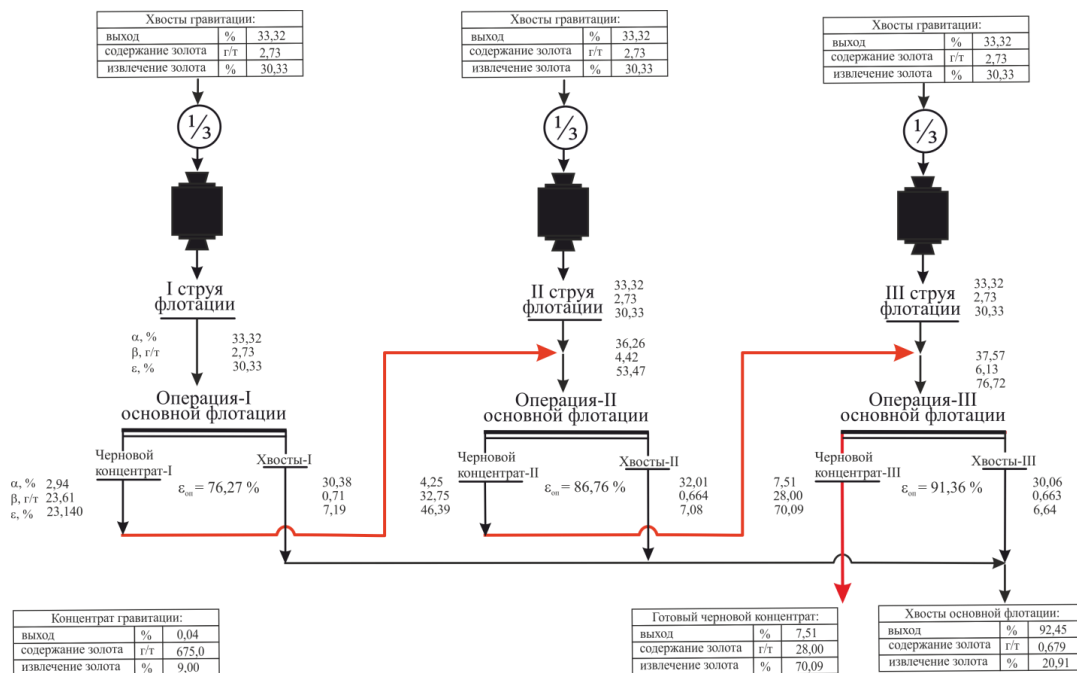 Хвосты гравитации:
выход % 33,32
содержание золота г/т 2,73
извлечение золота % 30,33
Хвосты гравитации:
выход % 33,32
содержание золота г/т 2,73
извлечение золота % 30,33
Хвосты гравитации:
выход % 33,32
содержание золота г/т 2,73
извлечение золота % 30,33
1/3
1/3
1/3
I струя
флотации
α, % 33,32
β, г/т 2,73
ε, % 30,33
II струя
флотации
33,32
2,73
30,33
36,26
4,42
53,47
III струя
флотации
33,32
2,73
30,33
37,57
6,13
76,72
Операция-I
основной флотации
Черновой
концентрат-I
Хвосты-I
εоп = 76,27 %
α, % 2,94
β, г/т 23,61
ε, % 23,140
30,38
0,71
7,19
Операция-II
основной флотации
Черновой
концентрат-II
Хвосты-II
εоп = 86,76 %
4,25
32,75
46,39
32,01
0,664
7,08
Операция-III
основной флотации
Черновой
концентрат-III
Хвосты-III
εоп = 91,36 %
7,51
28,00
70,09
30,06
0,663
6,64
Концентрат гравитации:
выход % 0,04
содержание золота г/т 675,0
извлечение золота % 9,00
Готовый черновой концентрат:
выход % 7,51
содержание золота г/т 28,00
извлечение золота % 70,09
Хвосты основной флотации:
выход % 92,45
содержание золота г/т 0,679
извлечение золота % 20,91